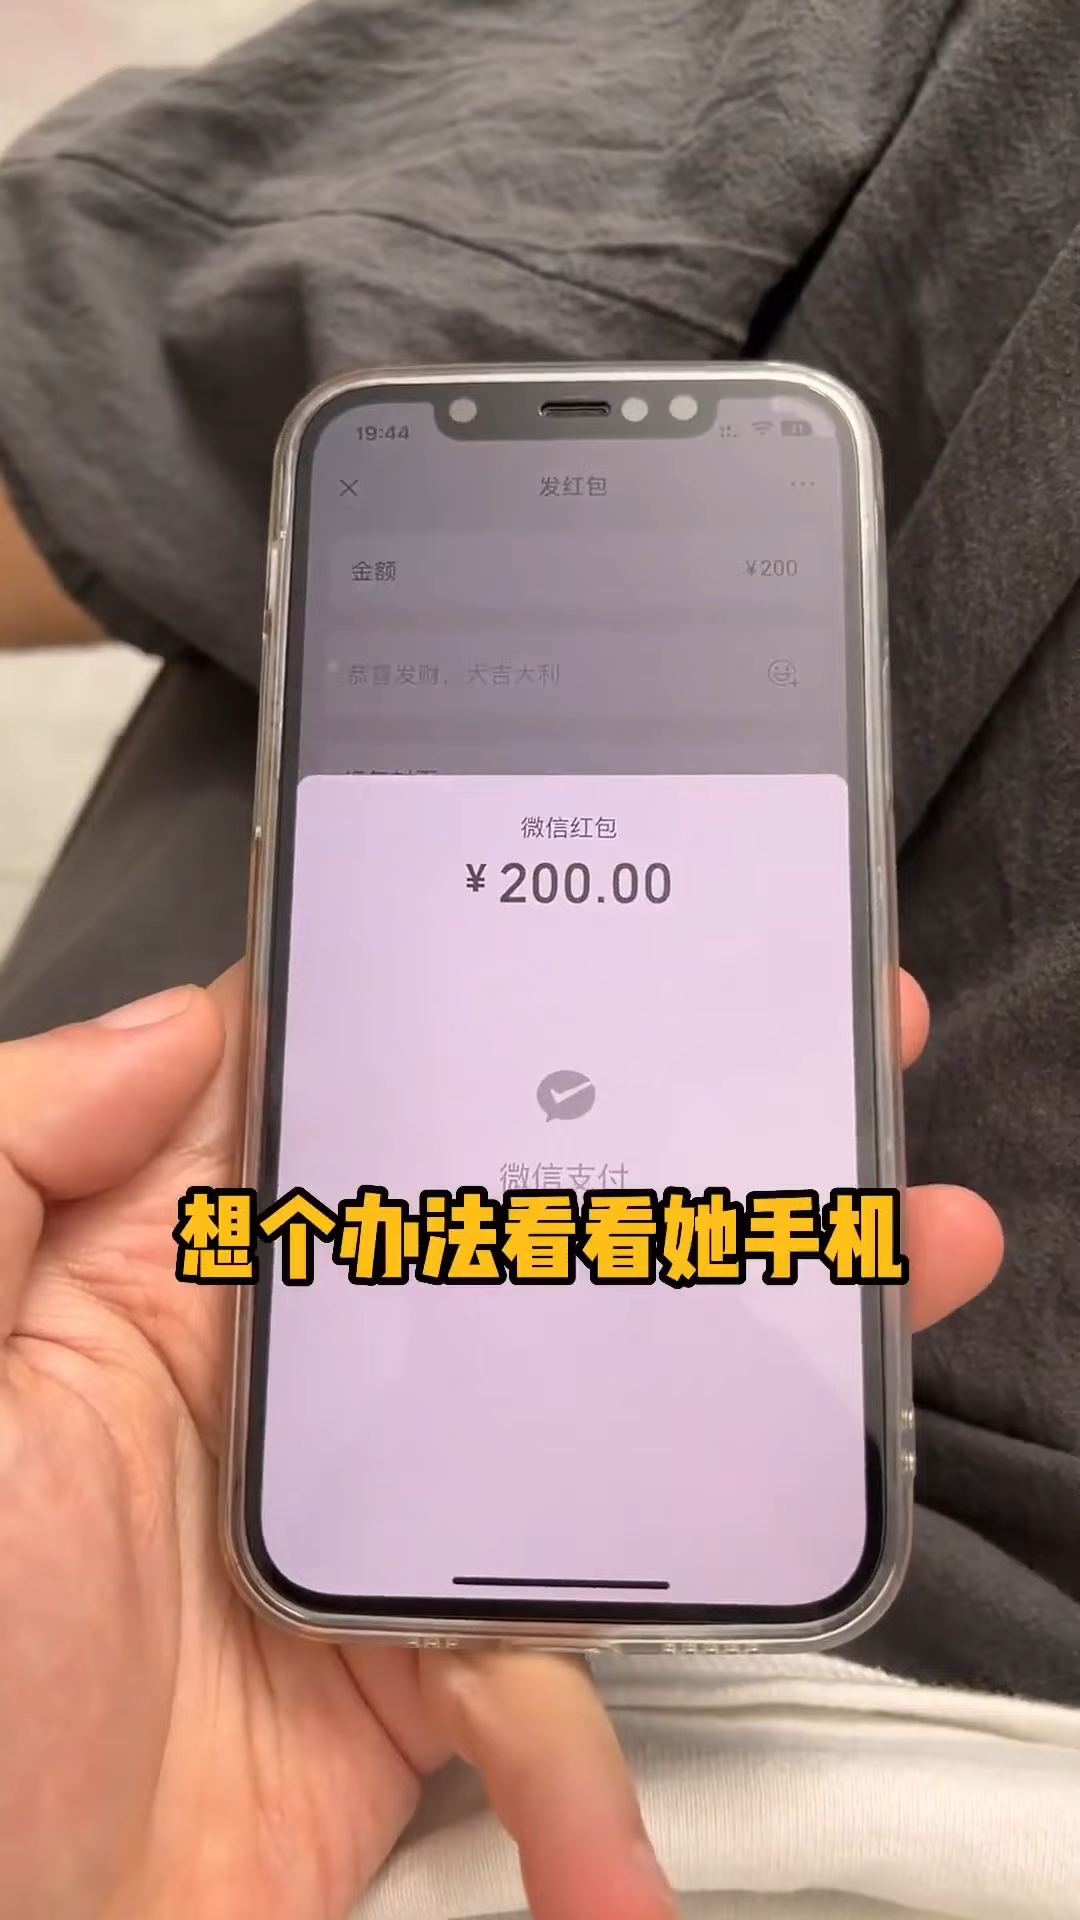 19:44
发红包
金额 ¥200
恭喜发财，大吉大利
微信红包
¥200.00
微信支付
想个办法看看她手机